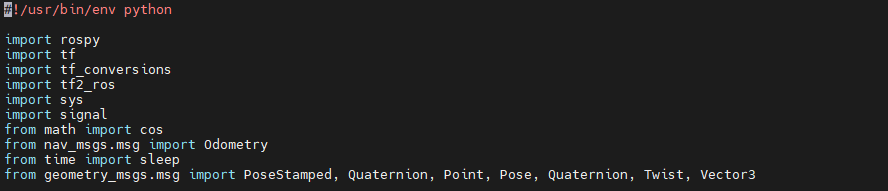 #!/usr/bin/env python
import rospy
import tf
import tf_conversions
import tf2_ros
import sys
import signal
from math import cos
from nav_msgs.msg import Odometry
from time import sleep
from geometry_msgs.msg import PoseStamped, Quaternion, Point, Pose, Quaternion, Twist, Vector3